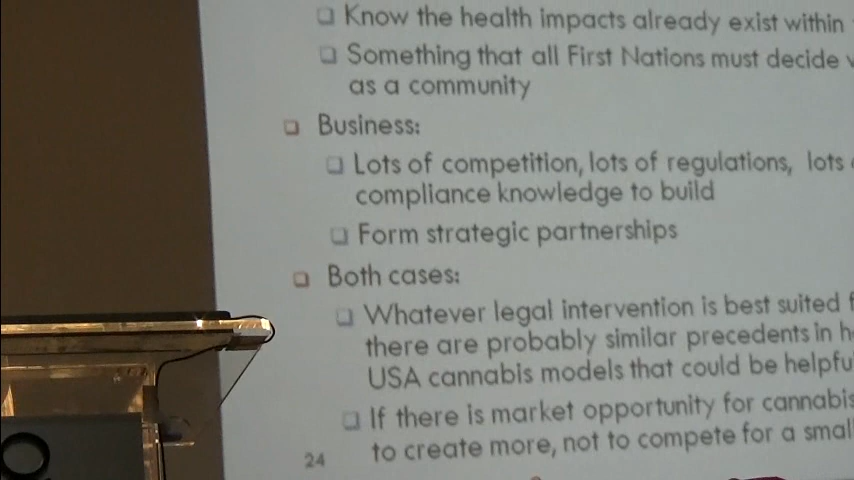 Know the health impacts already exist within
Something that all First Nations must decide
as a community
Business:
Lots of competition, lots of regulations, lots
compliance knowledge to build
Form strategic partnerships
Both cases:
Whatever legal intervention is best suited
there are probably similar precedents in
USA cannabis models that could be
If there is market opportunity for cannabis
to create more, not to compete for a
24